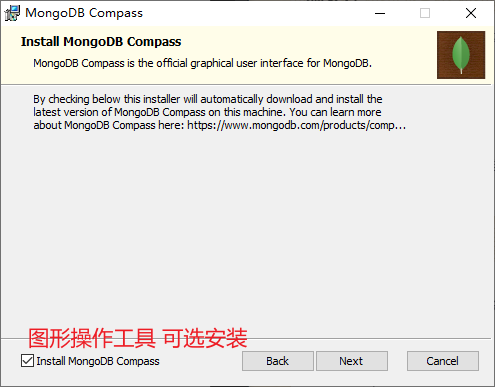 MongoDB Compass
Install MongoDB Compass
MongoDB Compass is the official graphical user interface for MongoDB.
By checking below this installer will automatically download and install the
latest version of MongoDB Compass on this machine. You can learn more
about MongoDB Compass here: https://www.mongodb.com/products/comp...
图形操作工具 可选安装
Install MongoDB Compass
Back
Next
Cancel